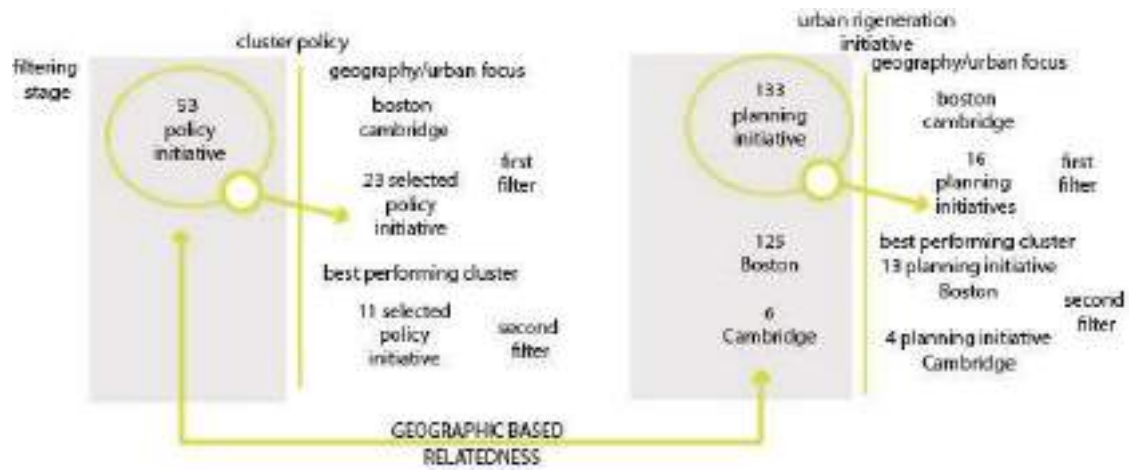 filtering
stage
cluster policy
53
policy
initiative
geography/urban focus
boston
cambridge
23 selected
policy
initiative
first
filter
best performing cluster
11 selected
policy
initiative
second
filter
urban rigeneration
initiative
133
planning
initiative
125
Boston
6
Cambridge
geography/urban focus
boston
cambridge
16
planning
initiatives
first
filter
best performing cluster
13 planning initiative
Boston
second
filter
4 planning initiative
Cambridge
GEOGRAPHIC BASED
RELATEDNESS